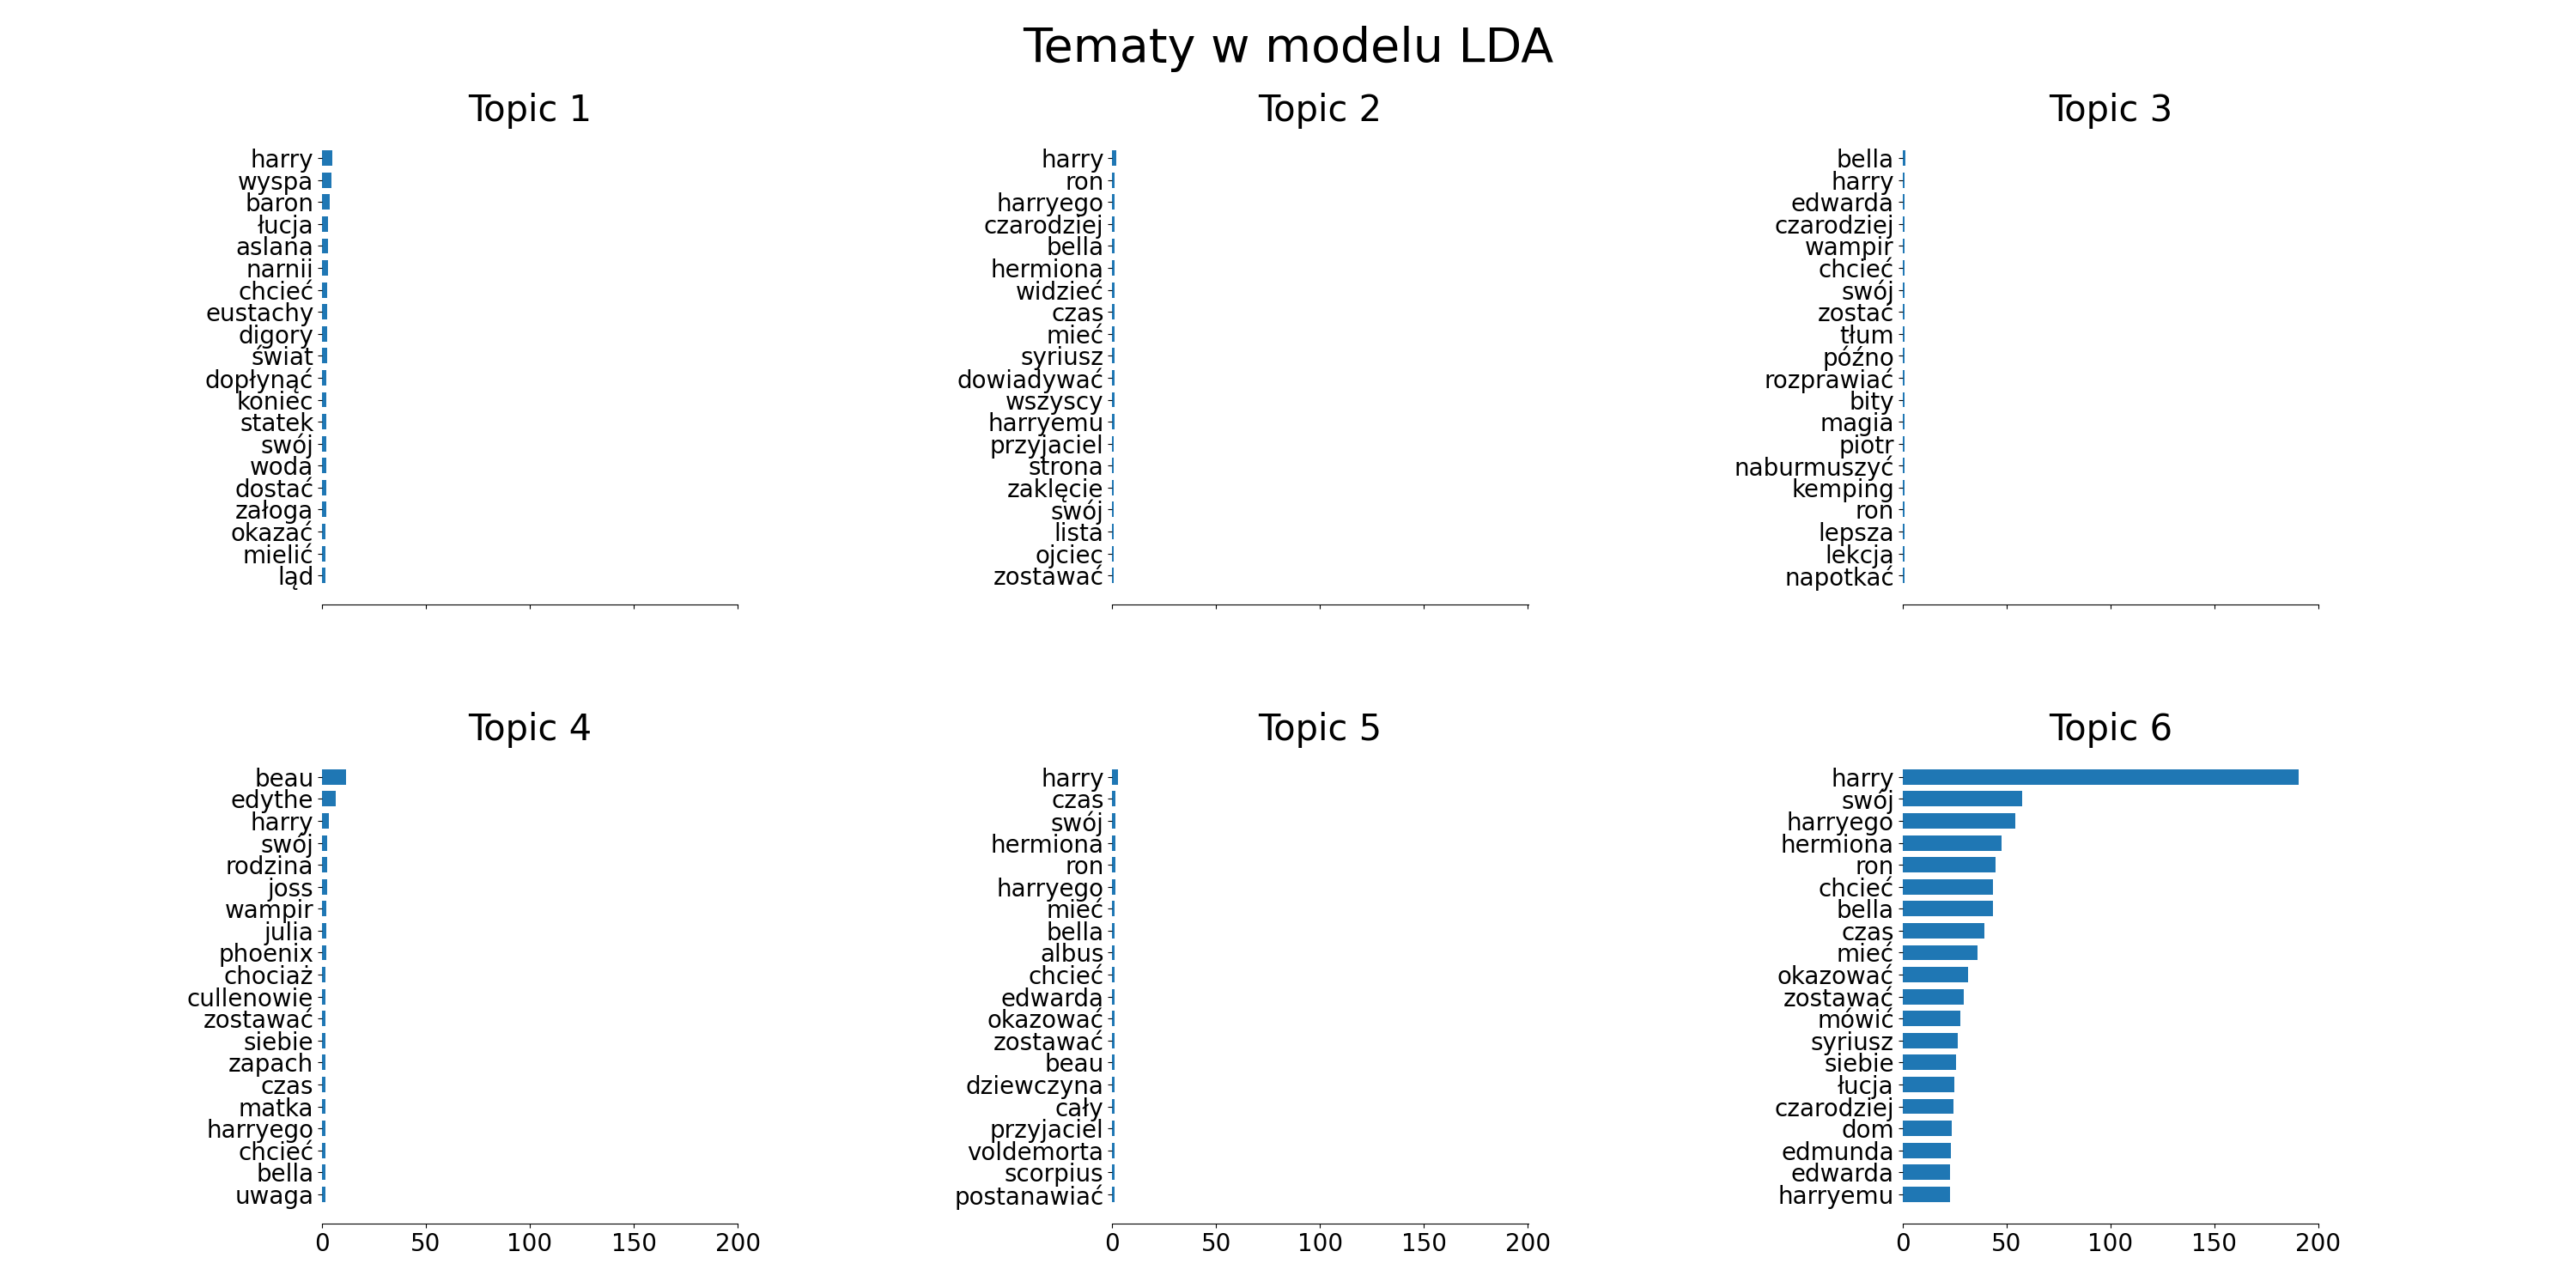 Tematy w modelu LDA
Topic 1
harry
wyspa
baron
łucja
aslana
narnii
chcieć
eustachy
digory
świat
dopłynąć
koniec
statek
swój
woda
dostać
załoga
okazać
mielić
ląd
Topic 2
harry
ron
harryego
czarodziej
bella
hermiona
widzieć
czas
mieć
syriusz
dowiadywać
wszyscy
harryemu
przyjaciel
strona
zaklęcie
swój
lista
ojciec
zostawać
Topic 3
bella
harry
edwarda
czarodziej
wampir
chcieć
swój
zostać
tłum
późno
rozprawiać
bity
magia
piotr
naburmuszyć
kemping
ron
lepsza
lekcja
napotkać
Topic 4
beau
edythe
harry
swój
rodzina
joss
wampir
julia
phoenix
chociaż
cullenowie
zostawać
siebie
zapach
czas
matka
harryego
chcieć
bella
uwaga
0 50 100 150 200
Topic 5
harry
czas
swój
hermiona
ron
harryego
mieć
bella
albus
chcieć
edwarda
okazować
zostawać
beau
dziewczyna
cały
przyjaciel
voldemorta
scorpius
postanawiać
0 50 100 150 200
Topic 6
harry
swój
harryego
hermiona
ron
chcieć
bella
czas
mieć
okazować
zostawać
mówić
syriusz
siebie
łucja
czarodziej
dom
edmunda
edwarda
harryemu
0 50 100 150 200